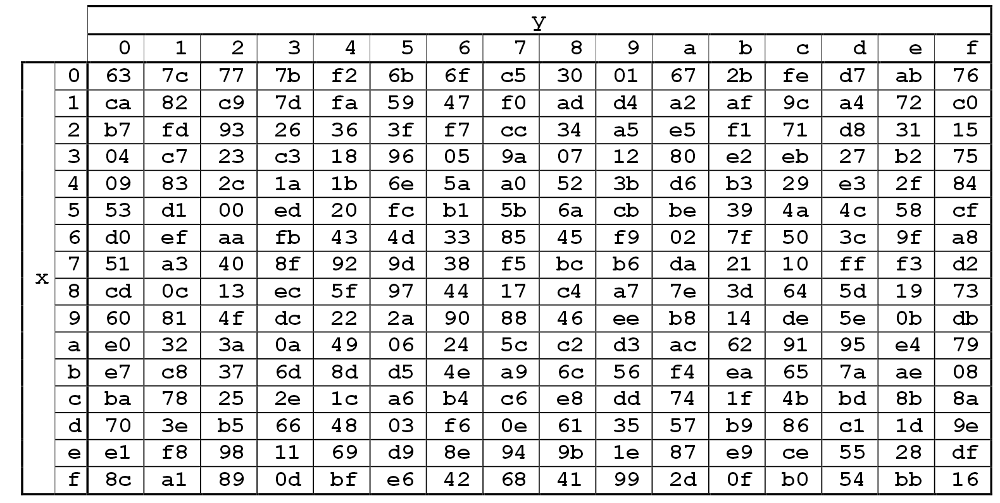 y
0 1 2 3 4 5 6 7 8 9 a b c d e f
0 63 7c 77 7b f2 6b 6f c5 30 01 67 2b fe d7 ab 76
1 ca 82 c9 7d fa 59 47 f0 ad d4 a2 af 9c a4 72 c0
2 b7 fd 93 26 36 3f f7 cc 34 a5 e5 f1 71 d8 31 15
3 04 c7 23 c3 18 96 05 9a 07 12 80 e2 eb 27 b2 75
4 09 83 2c 1a 1b 6e 5a a0 52 3b d6 b3 29 e3 2f 84
5 53 d1 00 ed 20 fc b1 5b 6a cb be 39 4a 4c 58 cf
6 d0 ef aa fb 43 4d 33 85 45 f9 02 7f 50 3c 9f a8
7 51 a3 40 8f 92 9d 38 f5 bc b6 da 21 10 ff f3 d2
x
8 cd 0c 13 ec 5f 97 44 17 c4 a7 7e 3d 64 5d 19 73
9 60 81 4f dc 22 2a 90 88 46 ee b8 14 de 5e 0b db
a e0 32 3a 0a 49 06 24 5c c2 d3 ac 62 91 95 e4 79
b e7 c8 37 6d 8d d5 4e a9 6c 56 f4 ea 65 7a ae 08
c ba 78 25 2e 1c a6 b4 c6 e8 dd 74 1f 4b bd 8b 8a
d 70 3e b5 66 48 03 f6 0e 61 35 57 b9 86 c1 1d 9e
e e1 f8 98 11 69 d9 8e 94 9b 1e 87 e9 ce 55 28 df
f 8c a1 89 0d bf e6 42 68 41 99 2d 0f b0 54 bb 16